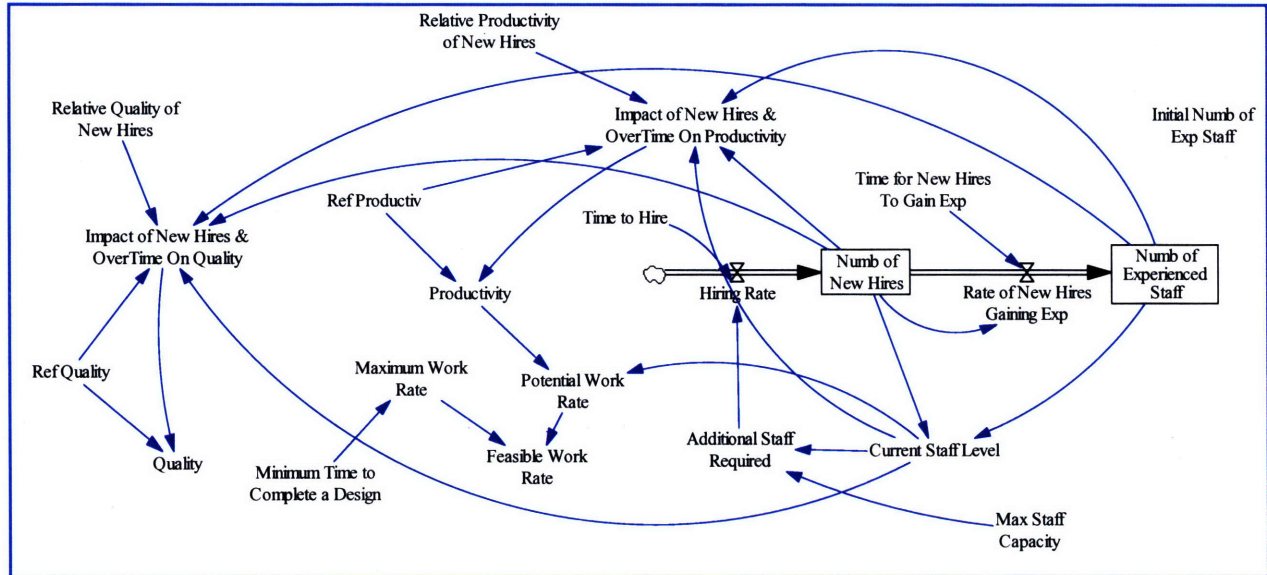 Relative Productivity
of New Hires
Relative Quality of
New Hires
Impact of New Hires &
OverTime On Productivity
Initial Numb of
Exp Staff
Ref Productiv
Time for New Hires
To Gain Exp
Time to Hire
Impact of New Hires &
OverTime On Quality
Numb of
New Hires
Numb of
Experienced
Staff
Productivity
Hiring Rate
Rate of New Hires
Gaining Exp
Ref Quality
Maximum Work
Rate
Potential Work
Rate
Additional Staff
Required
Current Staff Level
Quality
Minimum Time to
Complete a Design
Feasible Work
Rate
Max Staff
Capacity